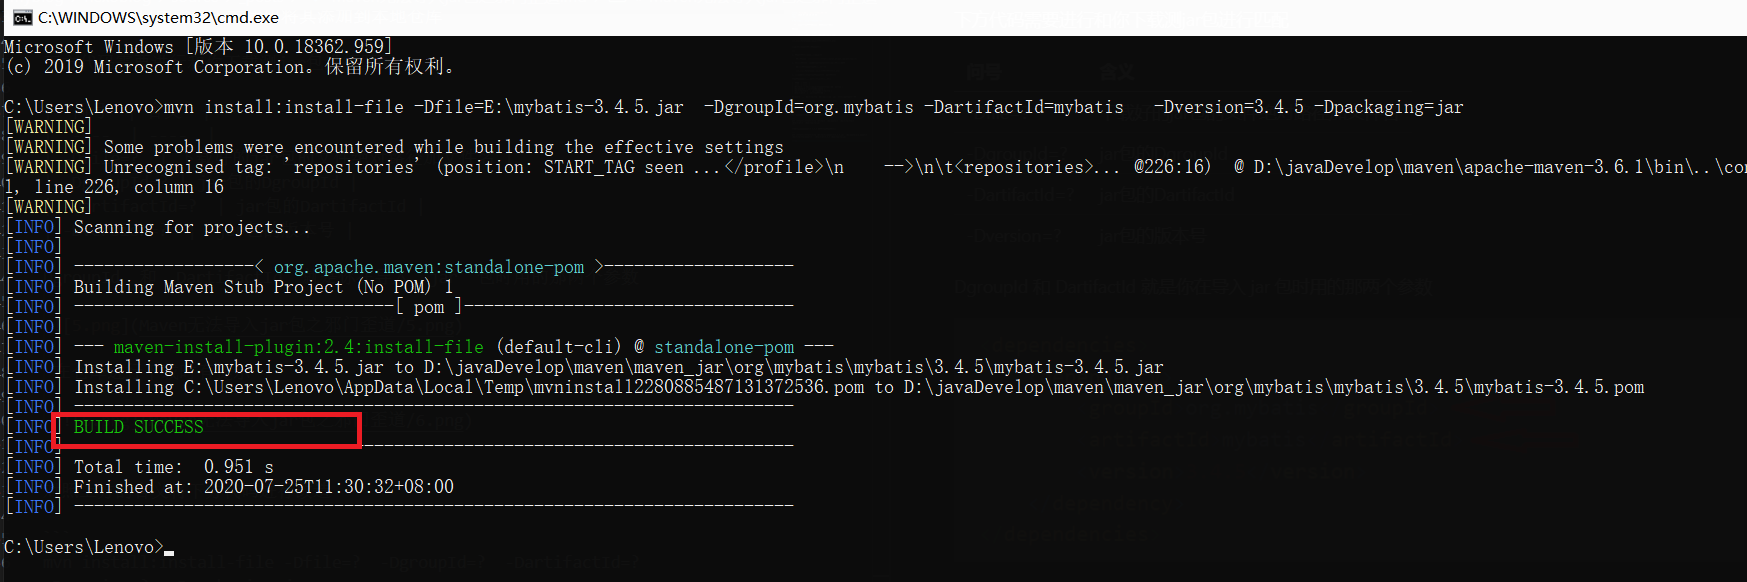 C:\WINDOWS\system32\cmd.exe
Microsoft Windows [版本 10.0.18362.959]
(c) 2019 Microsoft Corporation。保留所有权利。
C:\Users\Lenovo>mvn install:install-file -Dfile=E:\mybatis-3.4.5.jar  -DgroupId=org.mybatis -DartifactId=mybatis   -Dversion=3.4.5 -Dpackaging=jar
[WARNING]
[WARNING] Some problems were encountered while building the effective settings
[WARNING] Unrecognised tag: 'repositories' (position: START_TAG seen ...</profile>\n    -->\n\t<repositories>... @226:16)  @ D:\javaDevelop\maven\apache-maven-3.6.1\bin\..\con
l, line 226, column 16
[WARNING]
[INFO] Scanning for projects...
[INFO]
[INFO] ------------------< org.apache.maven:standalone-pom >-------------------
[INFO] Building Maven Stub Project (No POM) 1
[INFO] --------------------------------[ pom ]---------------------------------
[INFO]
[INFO] --- maven-install-plugin:2.4:install-file (default-cli) @ standalone-pom ---
[INFO] Installing E:\mybatis-3.4.5.jar to D:\javaDevelop\maven\maven_jar\org\mybatis\mybatis\3.4.5\mybatis-3.4.5.jar
[INFO] Installing C:\Users\Lenovo\AppData\Local\Temp\mvninstall2280885487131372536.pom to D:\javaDevelop\maven\maven_jar\org\mybatis\mybatis\3.4.5\mybatis-3.4.5.pom
[INFO] ------------------------------------------------------------------------
[INFO] BUILD SUCCESS
[INFO] ------------------------------------------------------------------------
[INFO] Total time:  0.951 s
[INFO] Finished at: 2020-07-25T11:30:32+08:00
[INFO] ------------------------------------------------------------------------
C:\Users\Lenovo>